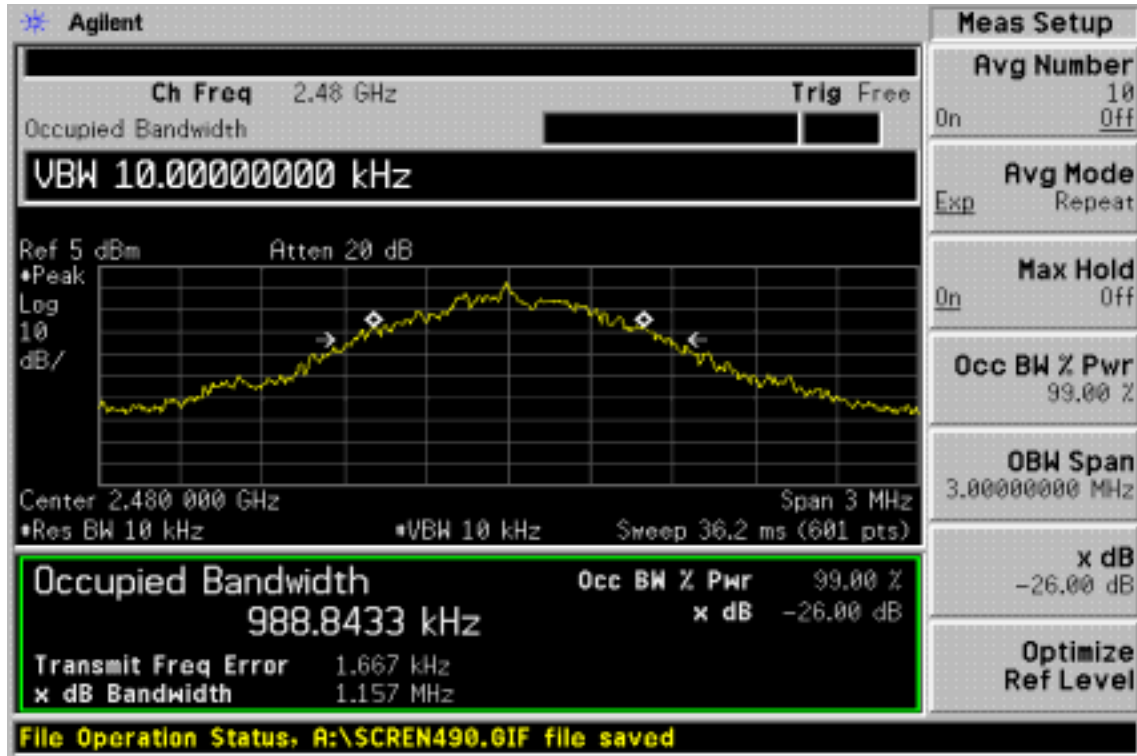 Agilent
Meas Setup
Ch Freq 2.48 GHz Trig Free
Occupied Bandwidth
VBW 10.00000000 kHz
Ref 5 dBm Atten 20 dB
Peak
Log
10
dB/
Center 2.480 000 GHz Span 3 MHz
Res BW 10 kHz VBW 10 kHz Sweep 36.2 ms (601 pts)
Occupied Bandwidth Occ BW % Pwr 99.00 %
988.8433 kHz x dB -26.00 dB
Transmit Freq Error 1.667 kHz
x dB Bandwidth 1.157 MHz
File Operation Status, A:\SCREN490.GIF file saved
Avg Number
10
On Off
Avg Mode
Exp Repeat
Max Hold
On Off
Occ BW % Pwr
99.00 %
OBW Span
3.00000000 MHz
x dB
-26.00 dB
Optimize
Ref Level